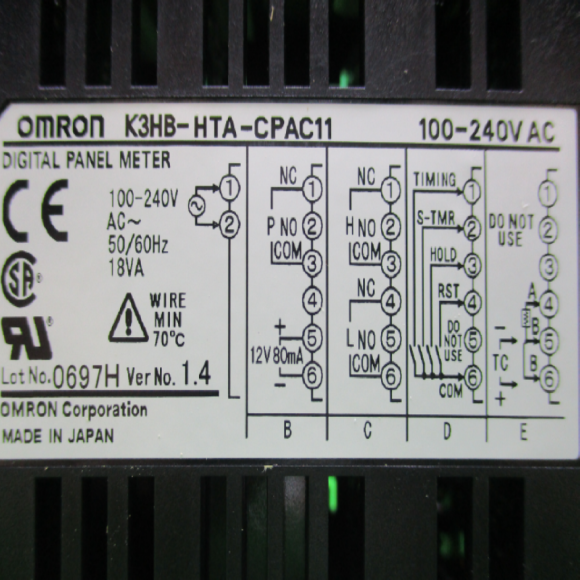 OMRON K3HB-HTA-CPAC11 100-240V AC
DIGITAL PANEL METER
CE
100-240V
AC~
50/60Hz
18VA
WIRE
MIN
70°C
Lot No. 0697H Ver No. 1.4
OMRON Corporation
MADE IN JAPAN
1
2
NC 1
P NO 2
COM 3
4
+ 5
12V 80mA
- 6
B
NC 1
H NO 2
COM 3
NC 4
L NO 5
COM 6
C
TIMING 1
S-TMR 2
HOLD 3
RST 4
DO NOT USE 5
COM 6
D
1
DO NOT USE 2
3
A 4
- B 5
TC
B 6
+
E